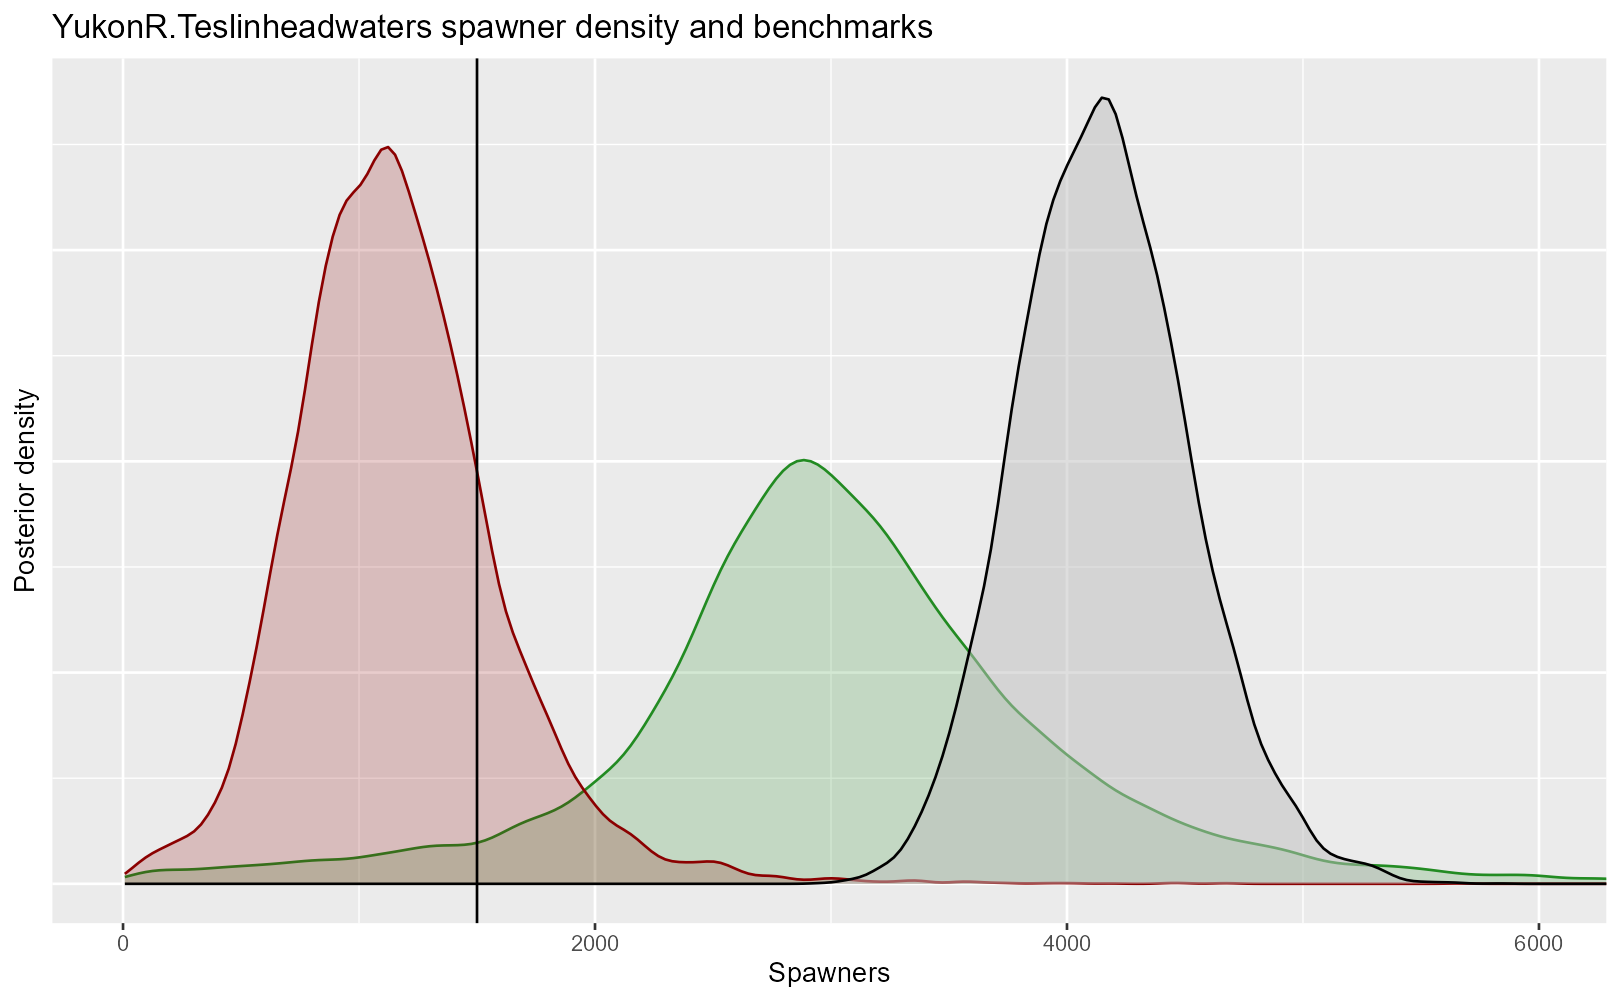 YukonR.Teslinheadwaters spawner density and benchmarks
Posterior density
0 2000 4000 6000
Spawners